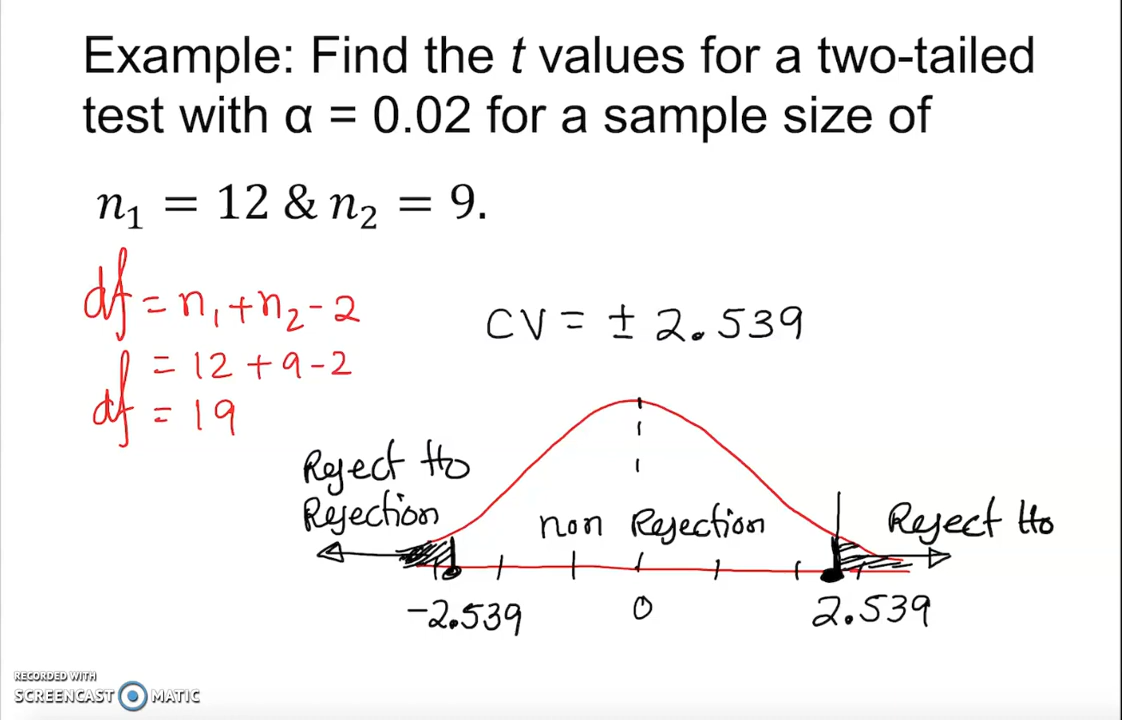 Example: Find the t values for a two-tailed
test with α = 0.02 for a sample size of
n₁ = 12 & n₂ = 9.
df = n₁ + n₂ - 2
= 12 + 9 - 2
df = 19
CV = ± 2.539
Reject Ho
Rejection
non Rejection
Reject Ho
-2.539
0
2.539
RECORDED WITH
SCREENCAST MATIC